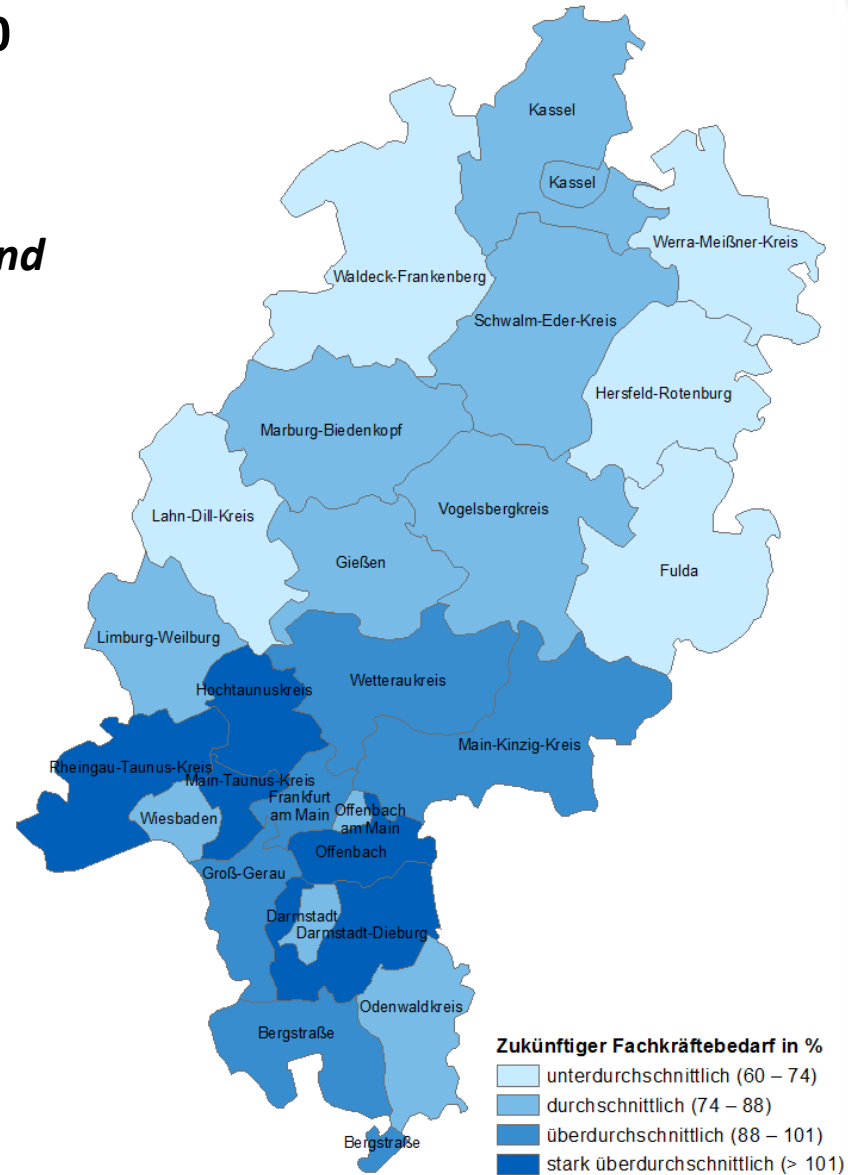 0
nd
Kassel
Kassel
Werra-Meißner-Kreis
Waldeck-Frankenberg
Schwalm-Eder-Kreis
Hersfeld-Rotenburg
Marburg-Biedenkopf
Vogelsbergkreis
Lahn-Dill-Kreis
Gießen
Fulda
Limburg-Weilburg
Wetteraukreis
Hochtaunuskreis
Main-Kinzig-Kreis
Rheingau-Taunus-Kreis
Main-Taunus-Kreis
Frankfurt
am Main
Offenbach
am Main
Wiesbaden
Offenbach
Groß-Gerau
Darmstadt
Darmstadt-Dieburg
Odenwaldkreis
Bergstraße
Bergstraße
Zukünftiger Fachkräftebedarf in %
unterdurchschnittlich (60 – 74)
durchschnittlich (74 – 88)
überdurchschnittlich (88 – 101)
stark überdurchschnittlich (> 101)